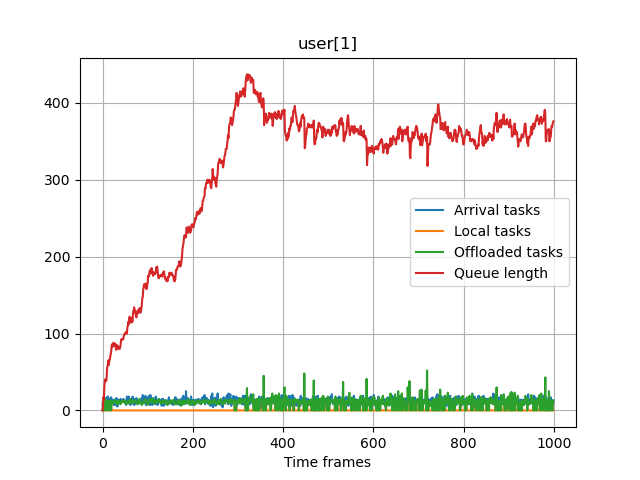 user[1]
400
300
200
100
0
Arrival tasks
Local tasks
Offloaded tasks
Queue length
0 200 400 600 800 1000
Time frames